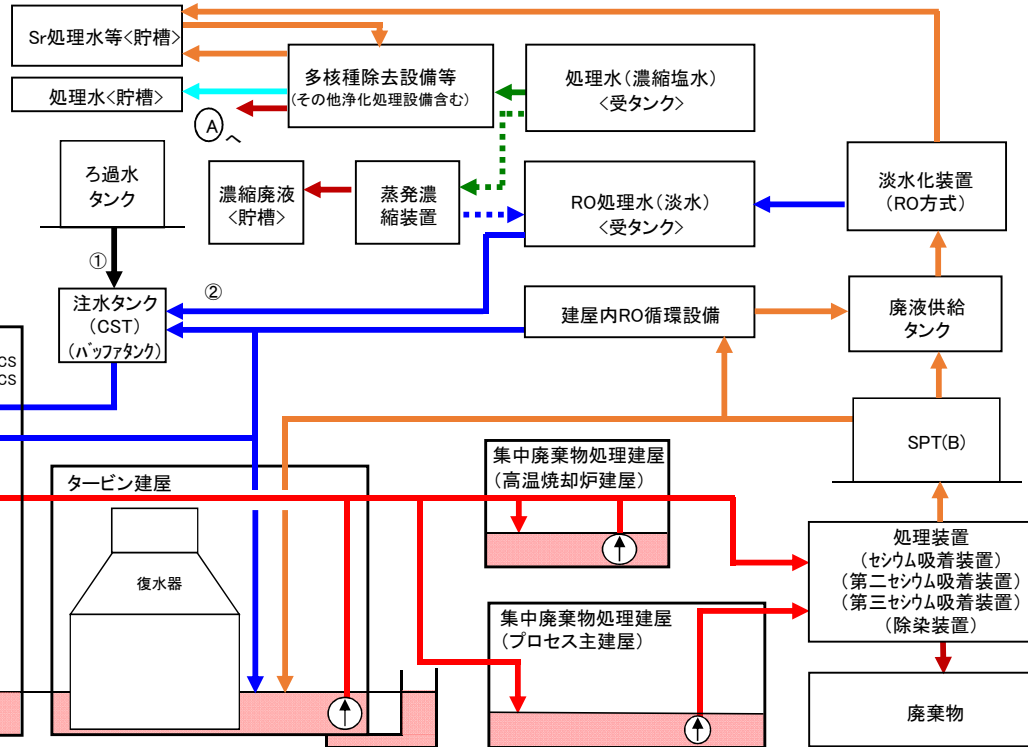 Sr処理水等<貯槽>
多核種除去設備等
(その他浄化処理設備含む)
処理水(濃縮塩水)
<受タンク>
処理水<貯槽>
Ⓐへ
ろ過水
タンク
濃縮廃液
<貯槽>
蒸発濃
縮装置
RO処理水(淡水)
<受タンク>
淡水化装置
(RO方式)
①
②
注水タンク
(CST)
(バッファタンク)
建屋内RO循環設備
廃液供給
タンク
CS
CS
SPT(B)
タービン建屋
復水器
集中廃棄物処理建屋
(高温焼却炉建屋)
処理装置
(セシウム吸着装置)
(第二セシウム吸着装置)
(第三セシウム吸着装置)
(除染装置)
集中廃棄物処理建屋
(プロセス主建屋)
廃棄物